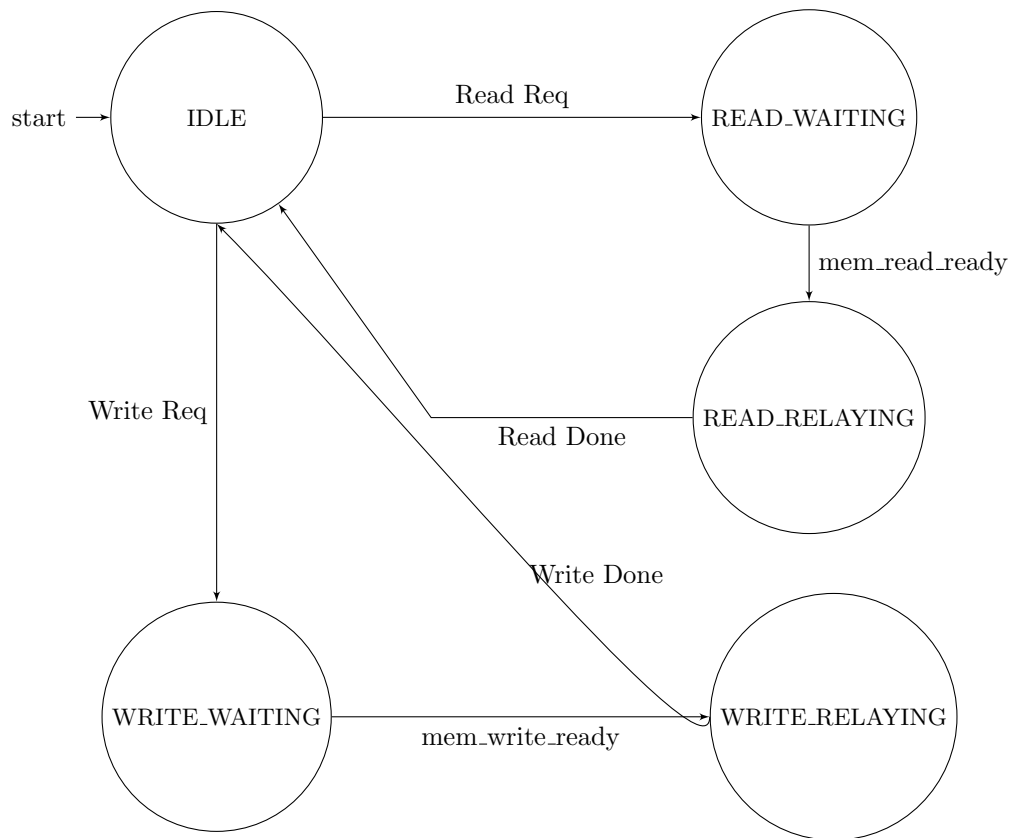 start
IDLE
Read Req
READ_WAITING
mem_read_ready
Write Req
READ_RELAYING
Read Done
Write Done
WRITE_WAITING
mem_write_ready
WRITE_RELAYING